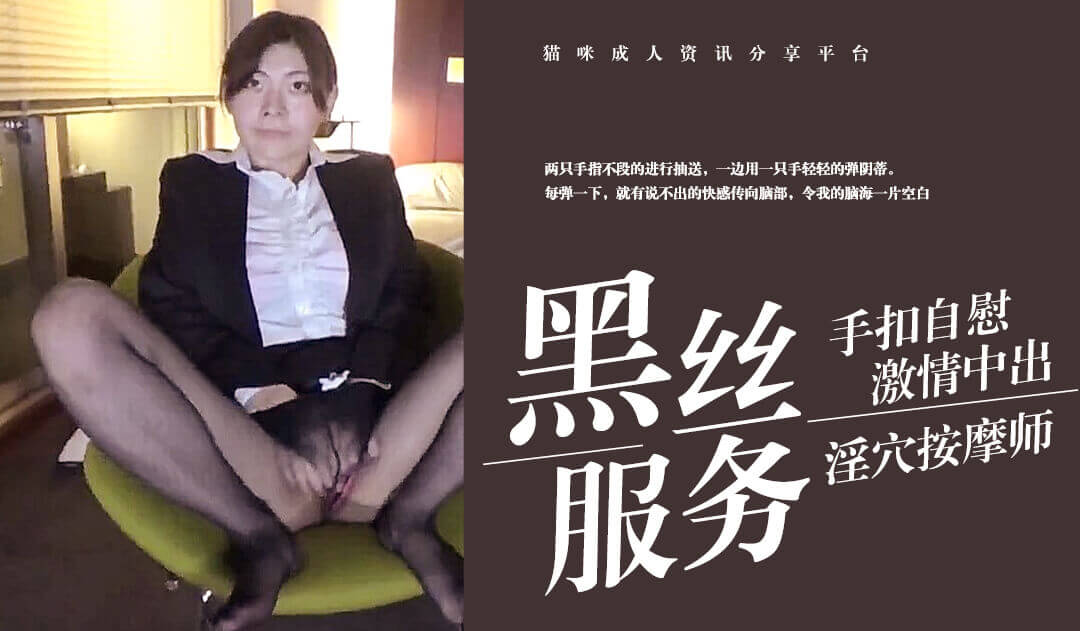 猫咪成人资讯分享平台
两只手指不段的进行抽送，一边用一只手轻轻的弹阴蒂。
每弹一下，就有说不出的快感传向脑部，令我的脑海一片空白
黑丝
服务
手扣自慰
激情中出
淫穴按摩师